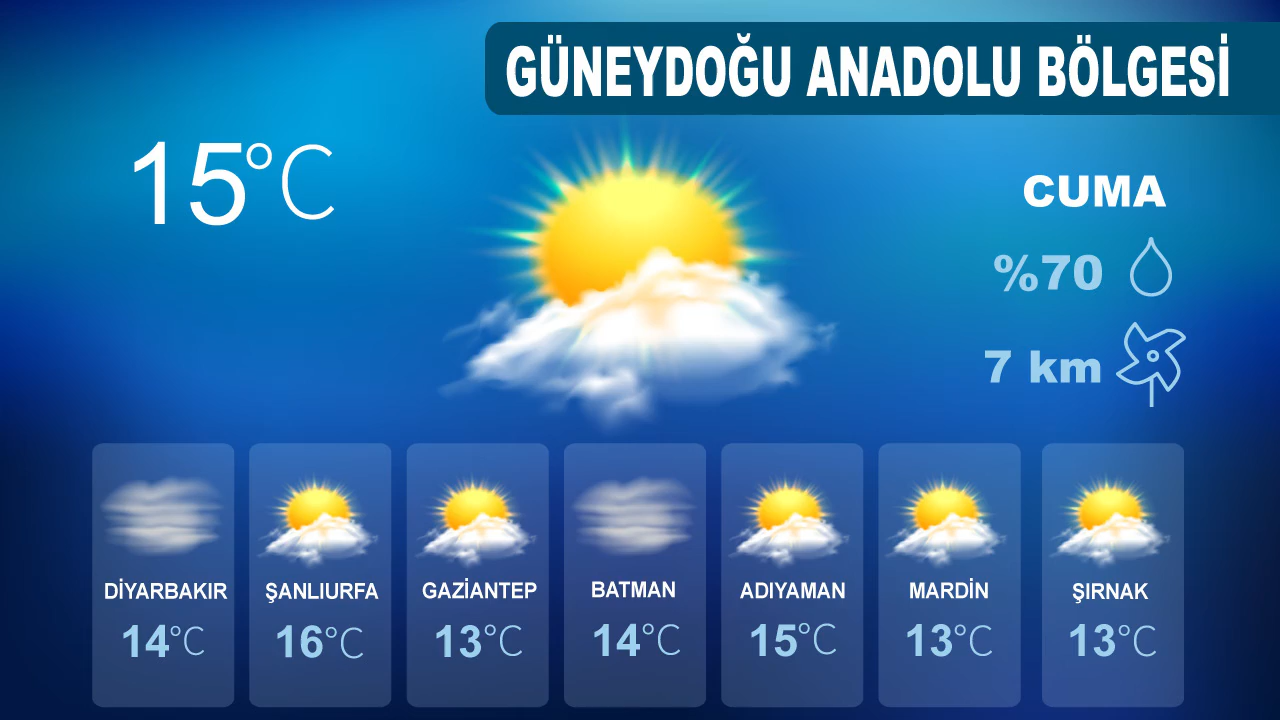 GÜNEYDOĞU ANADOLU BÖLGESİ
15°C
CUMA
%70
7 km
DİYARBAKIR
14°C
ŞANLIURFA
16°C
GAZİANTEP
13°C
BATMAN
14°C
ADIYAMAN
15°C
MARDİN
13°C
ŞIRNAK
13°C